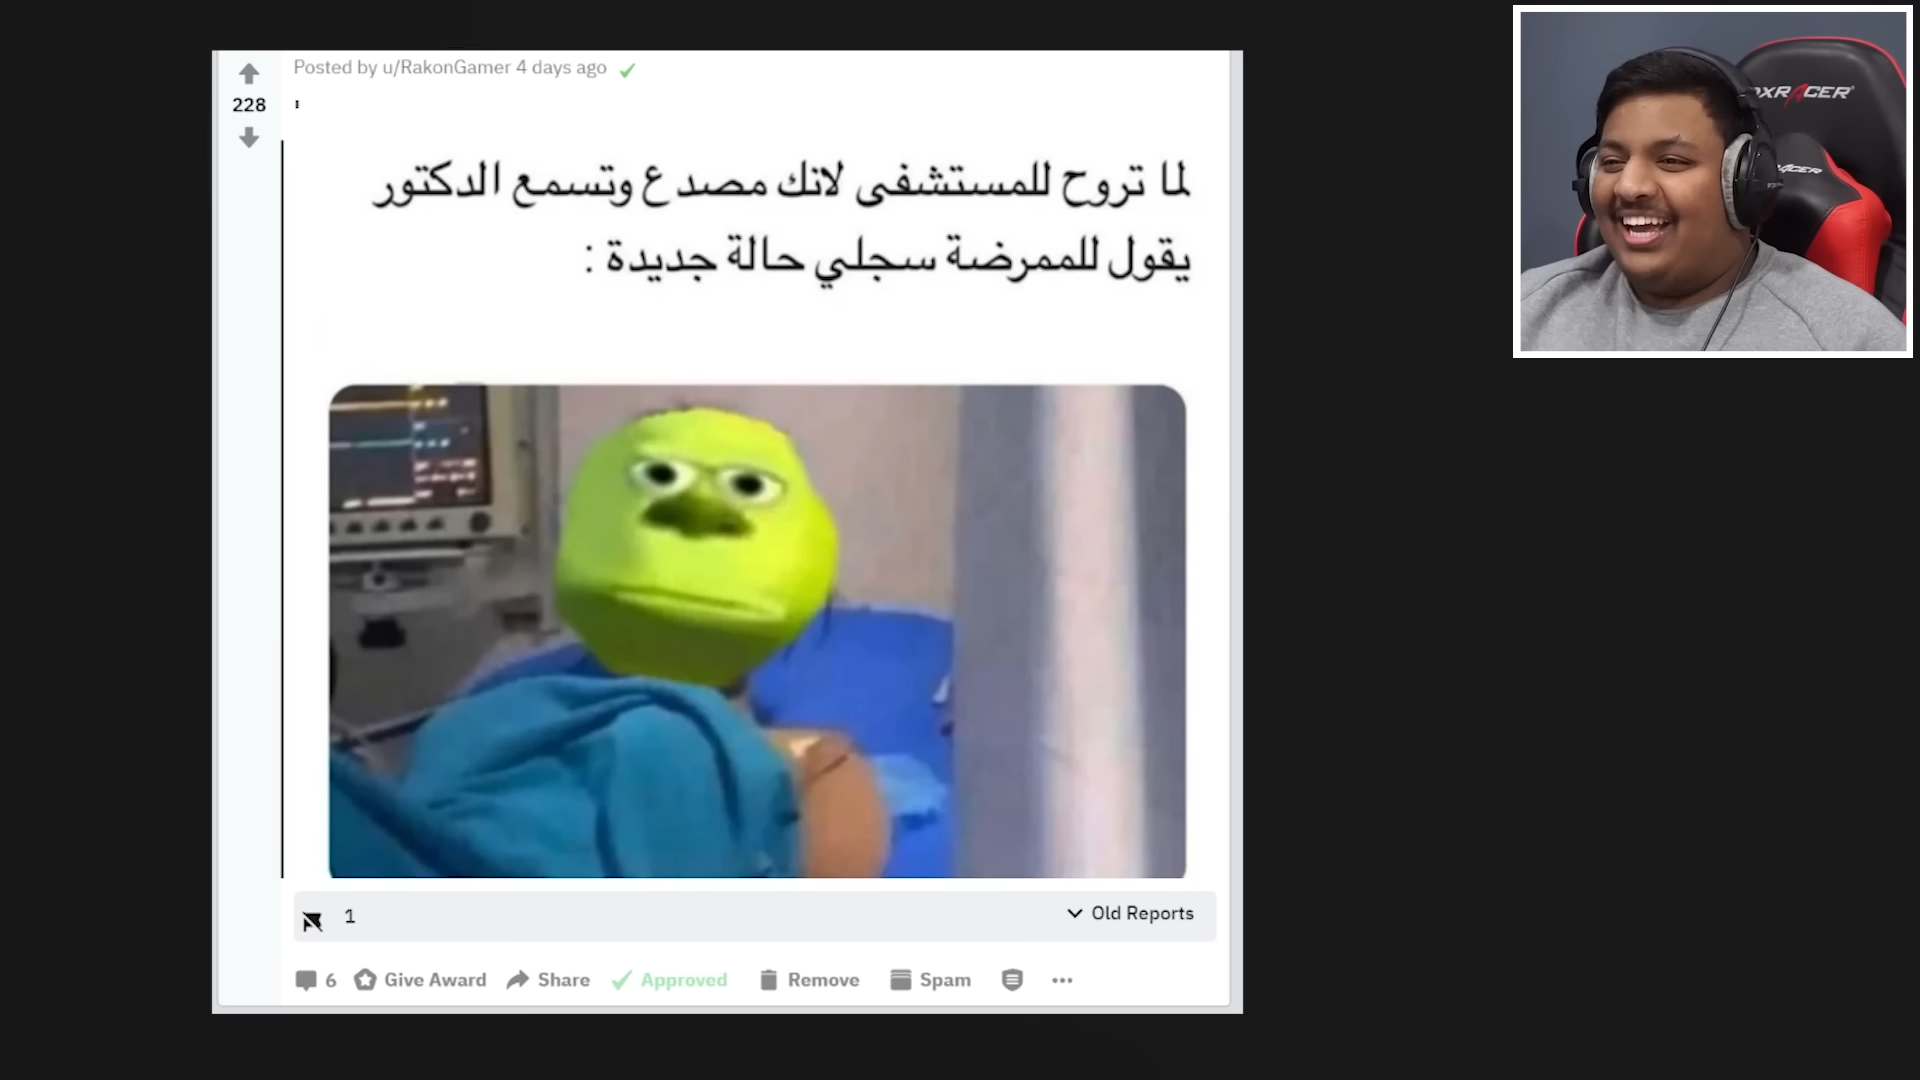 Posted by u/RakonGamer 4 days ago
228
لما تروح للمستشفى لانك مصدع وتسمع الدكتور
يقول للممرضة سجلي حالة جديدة :
1
Old Reports
6 Give Award Share Approved Remove Spam
DXRACER